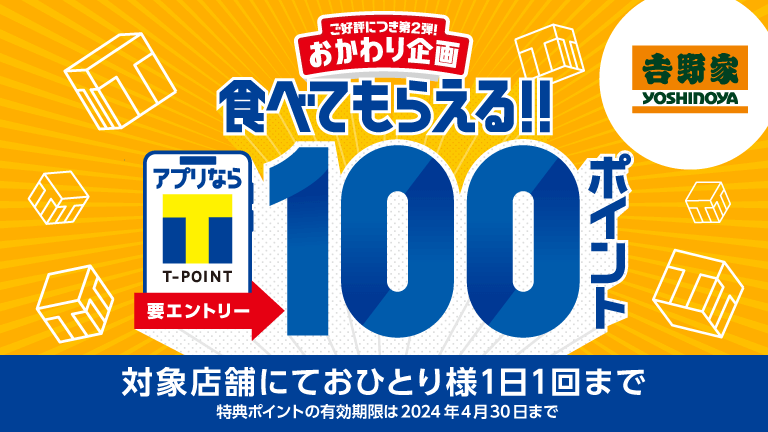 ご好評につき第2弾!
おかわり企画
吉野家
YOSHINOYA
食べてもらえる!!
アプリなら
T
T-POINT
要エントリー
100ポイント
対象店舗にておひとり様1日1回まで
特典ポイントの有効期限は2024年4月30日まで